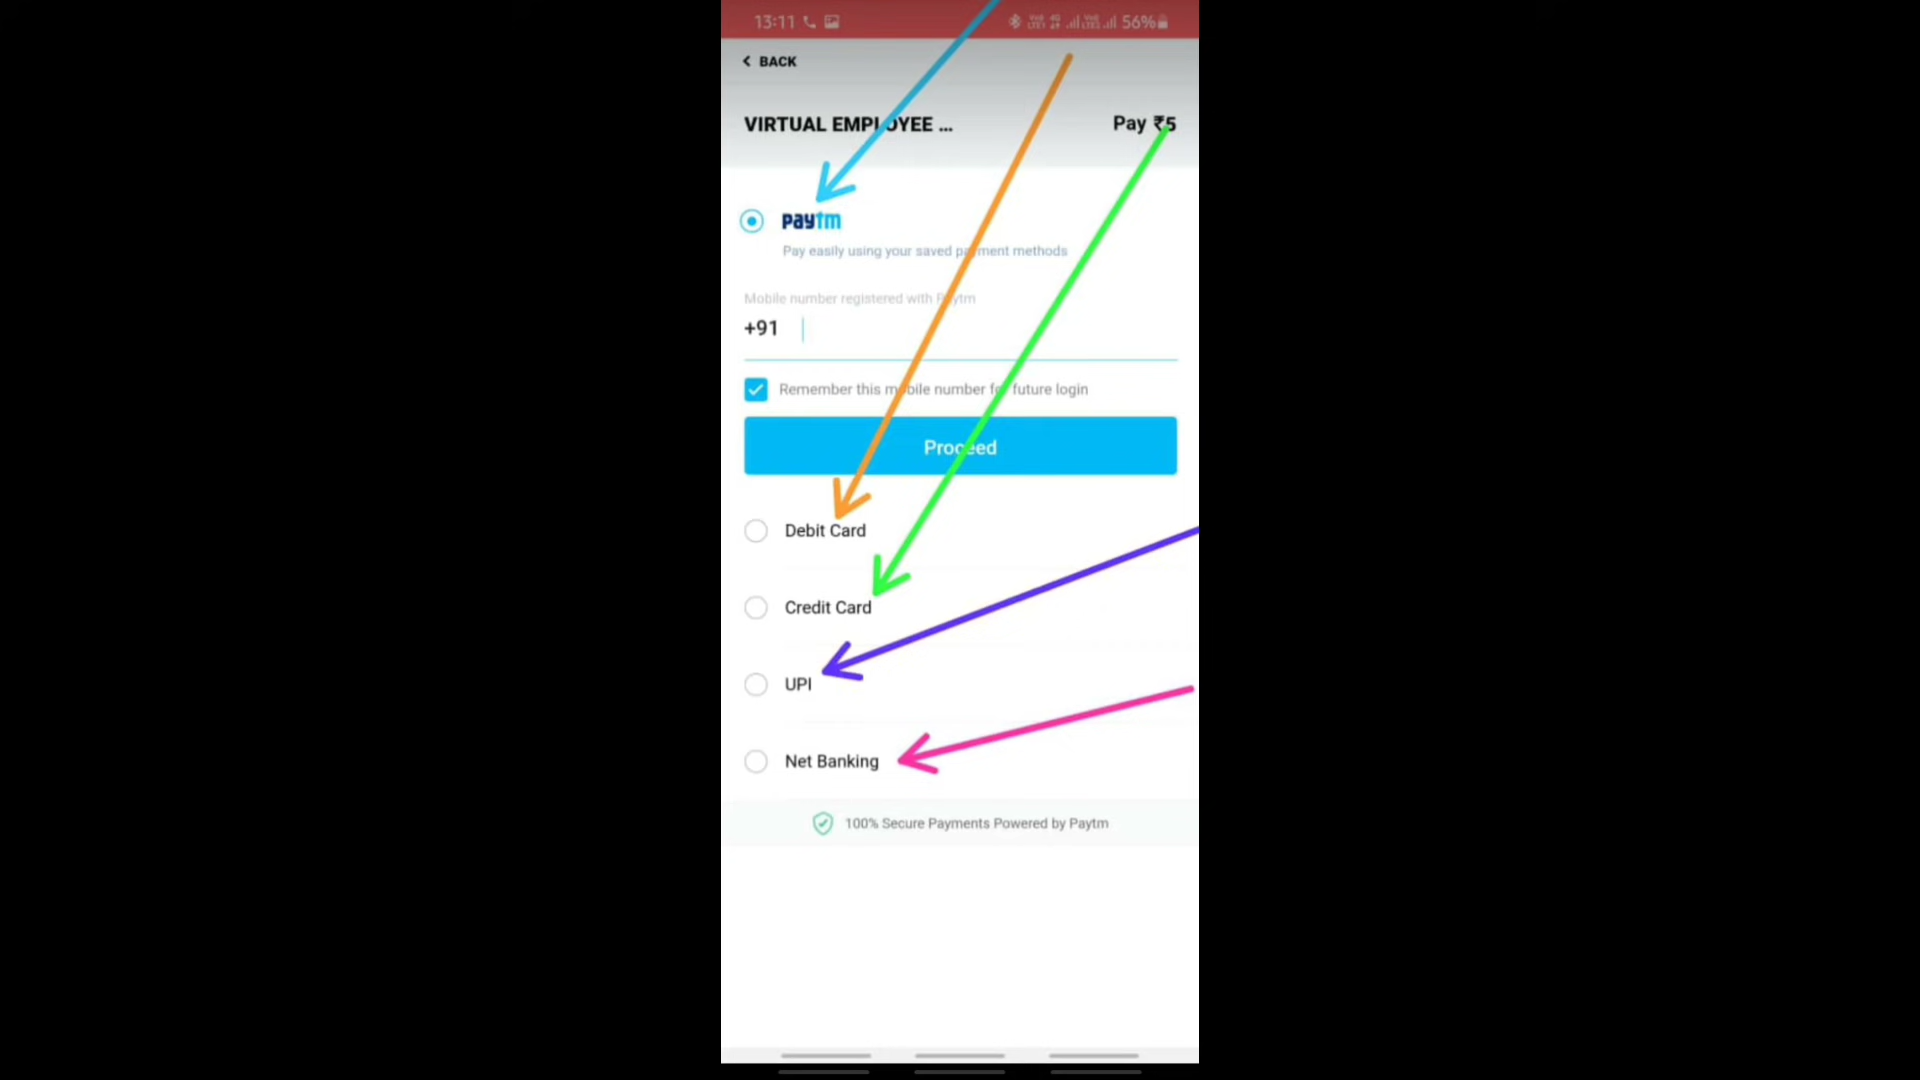 13:11 56%
BACK
VIRTUAL EMPLOYEE ... Pay ₹5
paytm
Pay easily using your saved payment methods
Mobile number registered with Paytm
+91
Remember this mobile number for future login
Proceed
Debit Card
Credit Card
UPI
Net Banking
100% Secure Payments Powered by Paytm